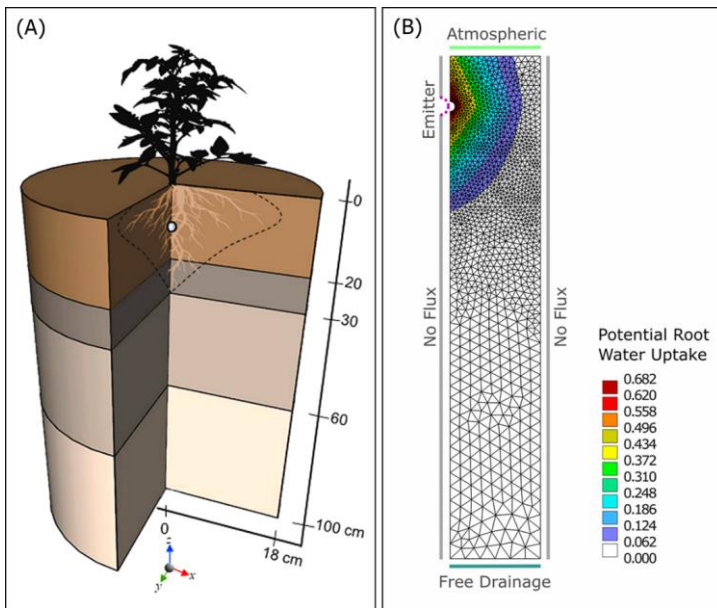 (A)
0
20
30
60
100 cm
0
18 cm
z
y
x
(B)
Atmospheric
Emitter
No Flux
No Flux
Potential Root
Water Uptake
0.682
0.620
0.558
0.496
0.434
0.372
0.310
0.248
0.186
0.124
0.062
0.000
Free Drainage